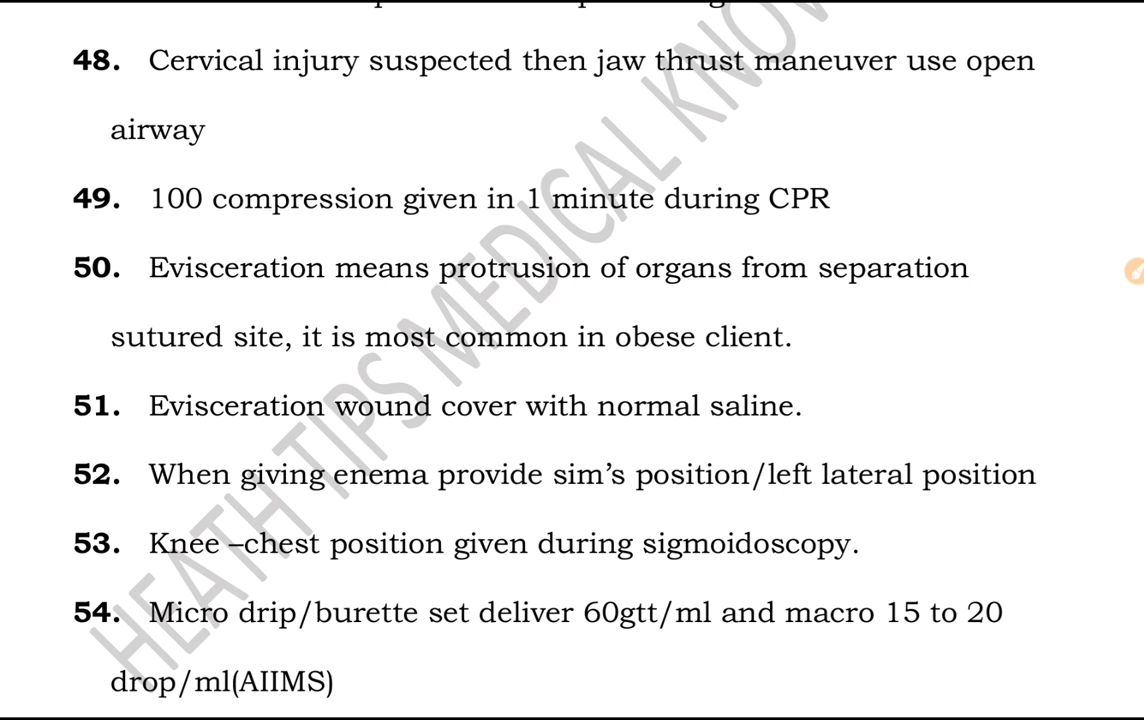 48. Cervical injury suspected then jaw thrust maneuver use open
airway
49. 100 compression given in 1 minute during CPR
50. Evisceration means protrusion of organs from separation
sutured site, it is most common in obese client.
51. Evisceration wound cover with normal saline.
52. When giving enema provide sim’s position/left lateral position
53. Knee –chest position given during sigmoidoscopy.
54. Micro drip/burette set deliver 60gtt/ml and macro 15 to 20
drop/ml(AIIMS)
HEATH TIPS MEDICAL KNOW